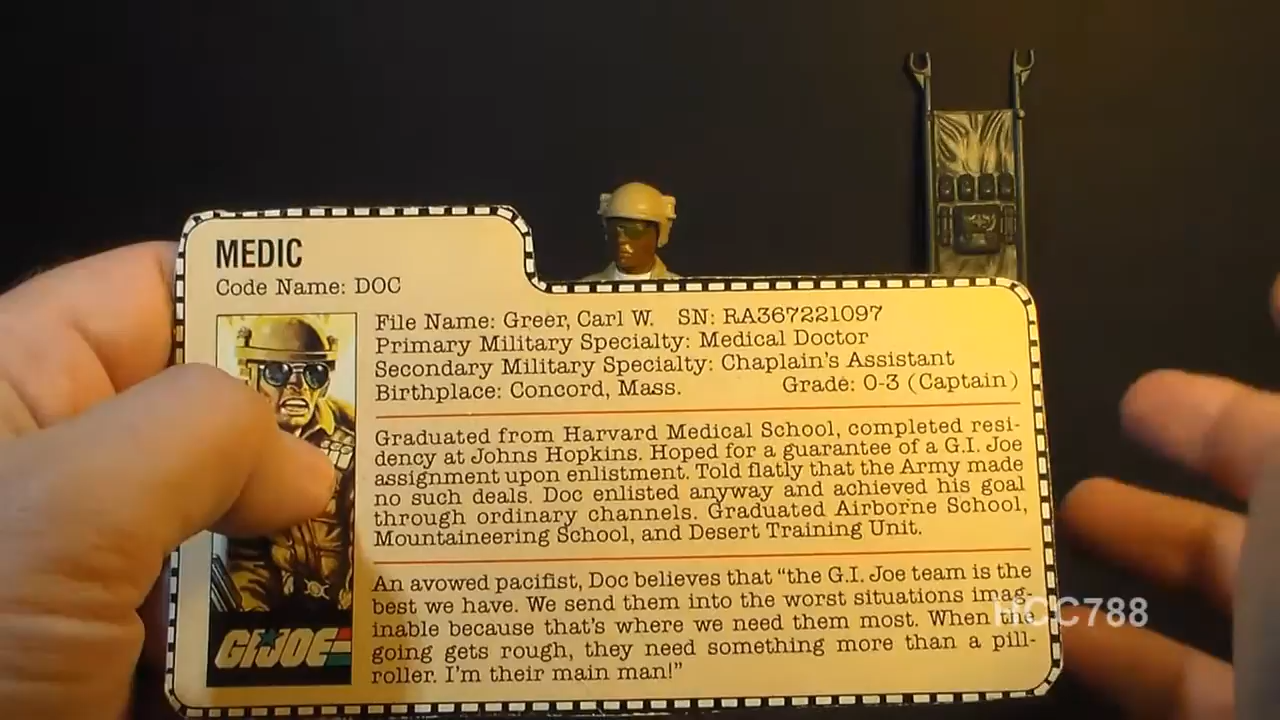 MEDIC
Code Name: DOC
File Name: Greer, Carl W. SN: RA367221097
Primary Military Specialty: Medical Doctor
Secondary Military Specialty: Chaplain's Assistant
Birthplace: Concord, Mass. Grade: O-3 (Captain)
Graduated from Harvard Medical School, completed resi-
dency at Johns Hopkins. Hoped for a guarantee of a G.I. Joe
assignment upon enlistment. Told flatly that the Army made
no such deals. Doc enlisted anyway and achieved his goal
through ordinary channels. Graduated Airborne School,
Mountaineering School, and Desert Training Unit.
An avowed pacifist, Doc believes that "the G.I. Joe team is the
best we have. We send them into the worst situations imag-
inable because that's where we need them most. When the
going gets rough, they need something more than a pill-
roller. I'm their main man!"
GI JOE
HCC788